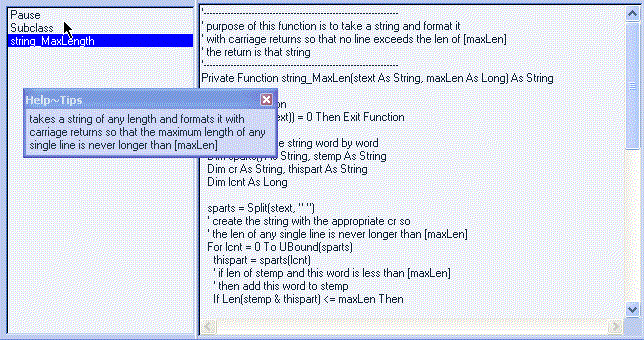 Pause
Subclass
string_MaxLength
Help~Tips
takes a string of any length and formats it with
carriage returns so that the maximum length of any
single line is never longer than [maxLen]
'------------------------------------------------------
' purpose of this function is to take a string and format it
' with carriage returns so that no line exceeds the len of [maxLen]
' the return is that string
'------------------------------------------------------
Private Function string_MaxLen(stext As String, maxLen As Long) As String
on
ext)) = 0 Then Exit Function
the string word by word
Dim sparts() As String, stemp As String
Dim cr As String, thispart As String
Dim lcnt As Long
sparts = Split(stext, " ")
' create the string with the appropriate cr so
' the len of any single line is never longer than [maxLen]
For lcnt = 0 To UBound(sparts)
thispart = sparts(lcnt)
' if len of stemp and this word is less than [maxLen]
' then add this word to stemp
If Len(stemp & thispart) <= maxLen Then